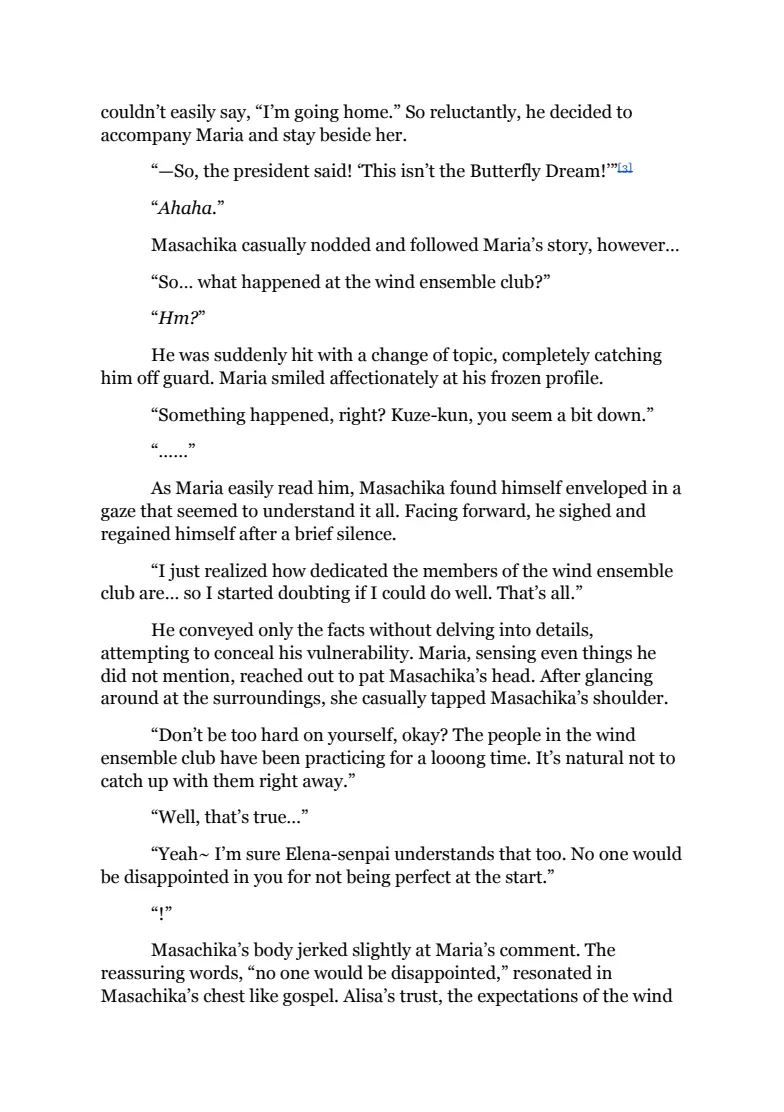 couldn’t easily say, “I’m going home.” So reluctantly, he decided to
accompany Maria and stay beside her.
“—So, the president said! ‘This isn’t the Butterfly Dream!’”[3]
“Ahaha.”
Masachika casually nodded and followed Maria’s story, however…
“So… what happened at the wind ensemble club?”
“Hm?”
He was suddenly hit with a change of topic, completely catching
him off guard. Maria smiled affectionately at his frozen profile.
“Something happened, right? Kuze-kun, you seem a bit down.”
“……”
As Maria easily read him, Masachika found himself enveloped in a
gaze that seemed to understand it all. Facing forward, he sighed and
regained himself after a brief silence.
“I just realized how dedicated the members of the wind ensemble
club are… so I started doubting if I could do well. That’s all.”
He conveyed only the facts without delving into details,
attempting to conceal his vulnerability. Maria, sensing even things he
did not mention, reached out to pat Masachika’s head. After glancing
around at the surroundings, she casually tapped Masachika’s shoulder.
“Don’t be too hard on yourself, okay? The people in the wind
ensemble club have been practicing for a looong time. It’s natural not to
catch up with them right away.”
“Well, that’s true…”
“Yeah~ I’m sure Elena-senpai understands that too. No one would
be disappointed in you for not being perfect at the start.”
“!”
Masachika’s body jerked slightly at Maria’s comment. The
reassuring words, “no one would be disappointed,” resonated in
Masachika’s chest like gospel. Alisa’s trust, the expectations of the wind